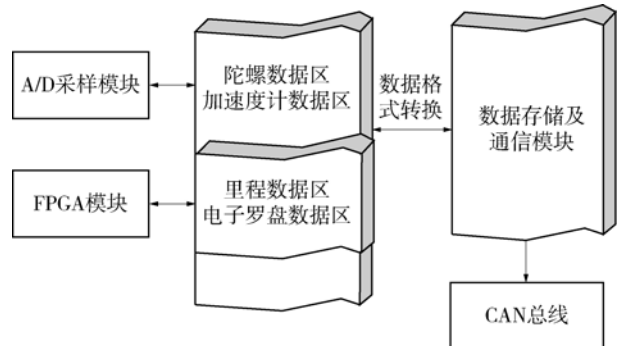 A/D采样模块
陀螺数据区
加速度计数据区
数据格
式转换
数据存储及
通信模块
FPGA模块
里程数据区
电子罗盘数据区
CAN总线